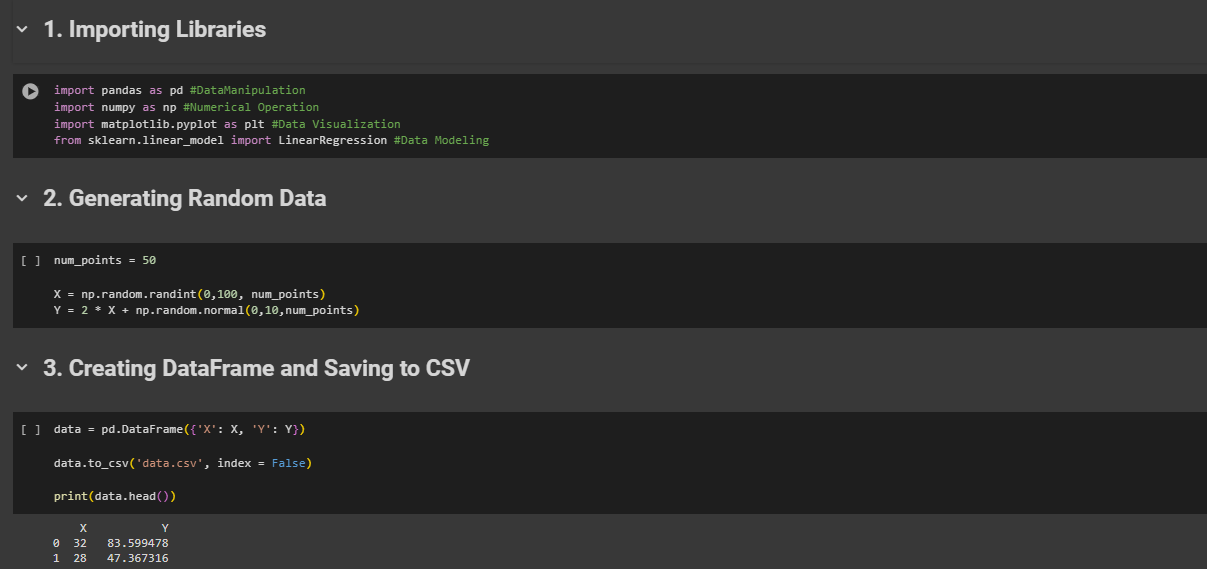 1. Importing Libraries
import pandas as pd #DataManipulation
import numpy as np #Numerical Operation
import matplotlib.pyplot as plt #Data Visualization
from sklearn.linear_model import LinearRegression #Data Modeling
2. Generating Random Data
[ ] num_points = 50
X = np.random.randint(0,100, num_points)
Y = 2 * X + np.random.normal(0,10,num_points)
3. Creating DataFrame and Saving to CSV
[ ] data = pd.DataFrame({'X': X, 'Y': Y})
data.to_csv('data.csv', index = False)
print(data.head())
X Y
0 32 83.599478
1 28 47.367316